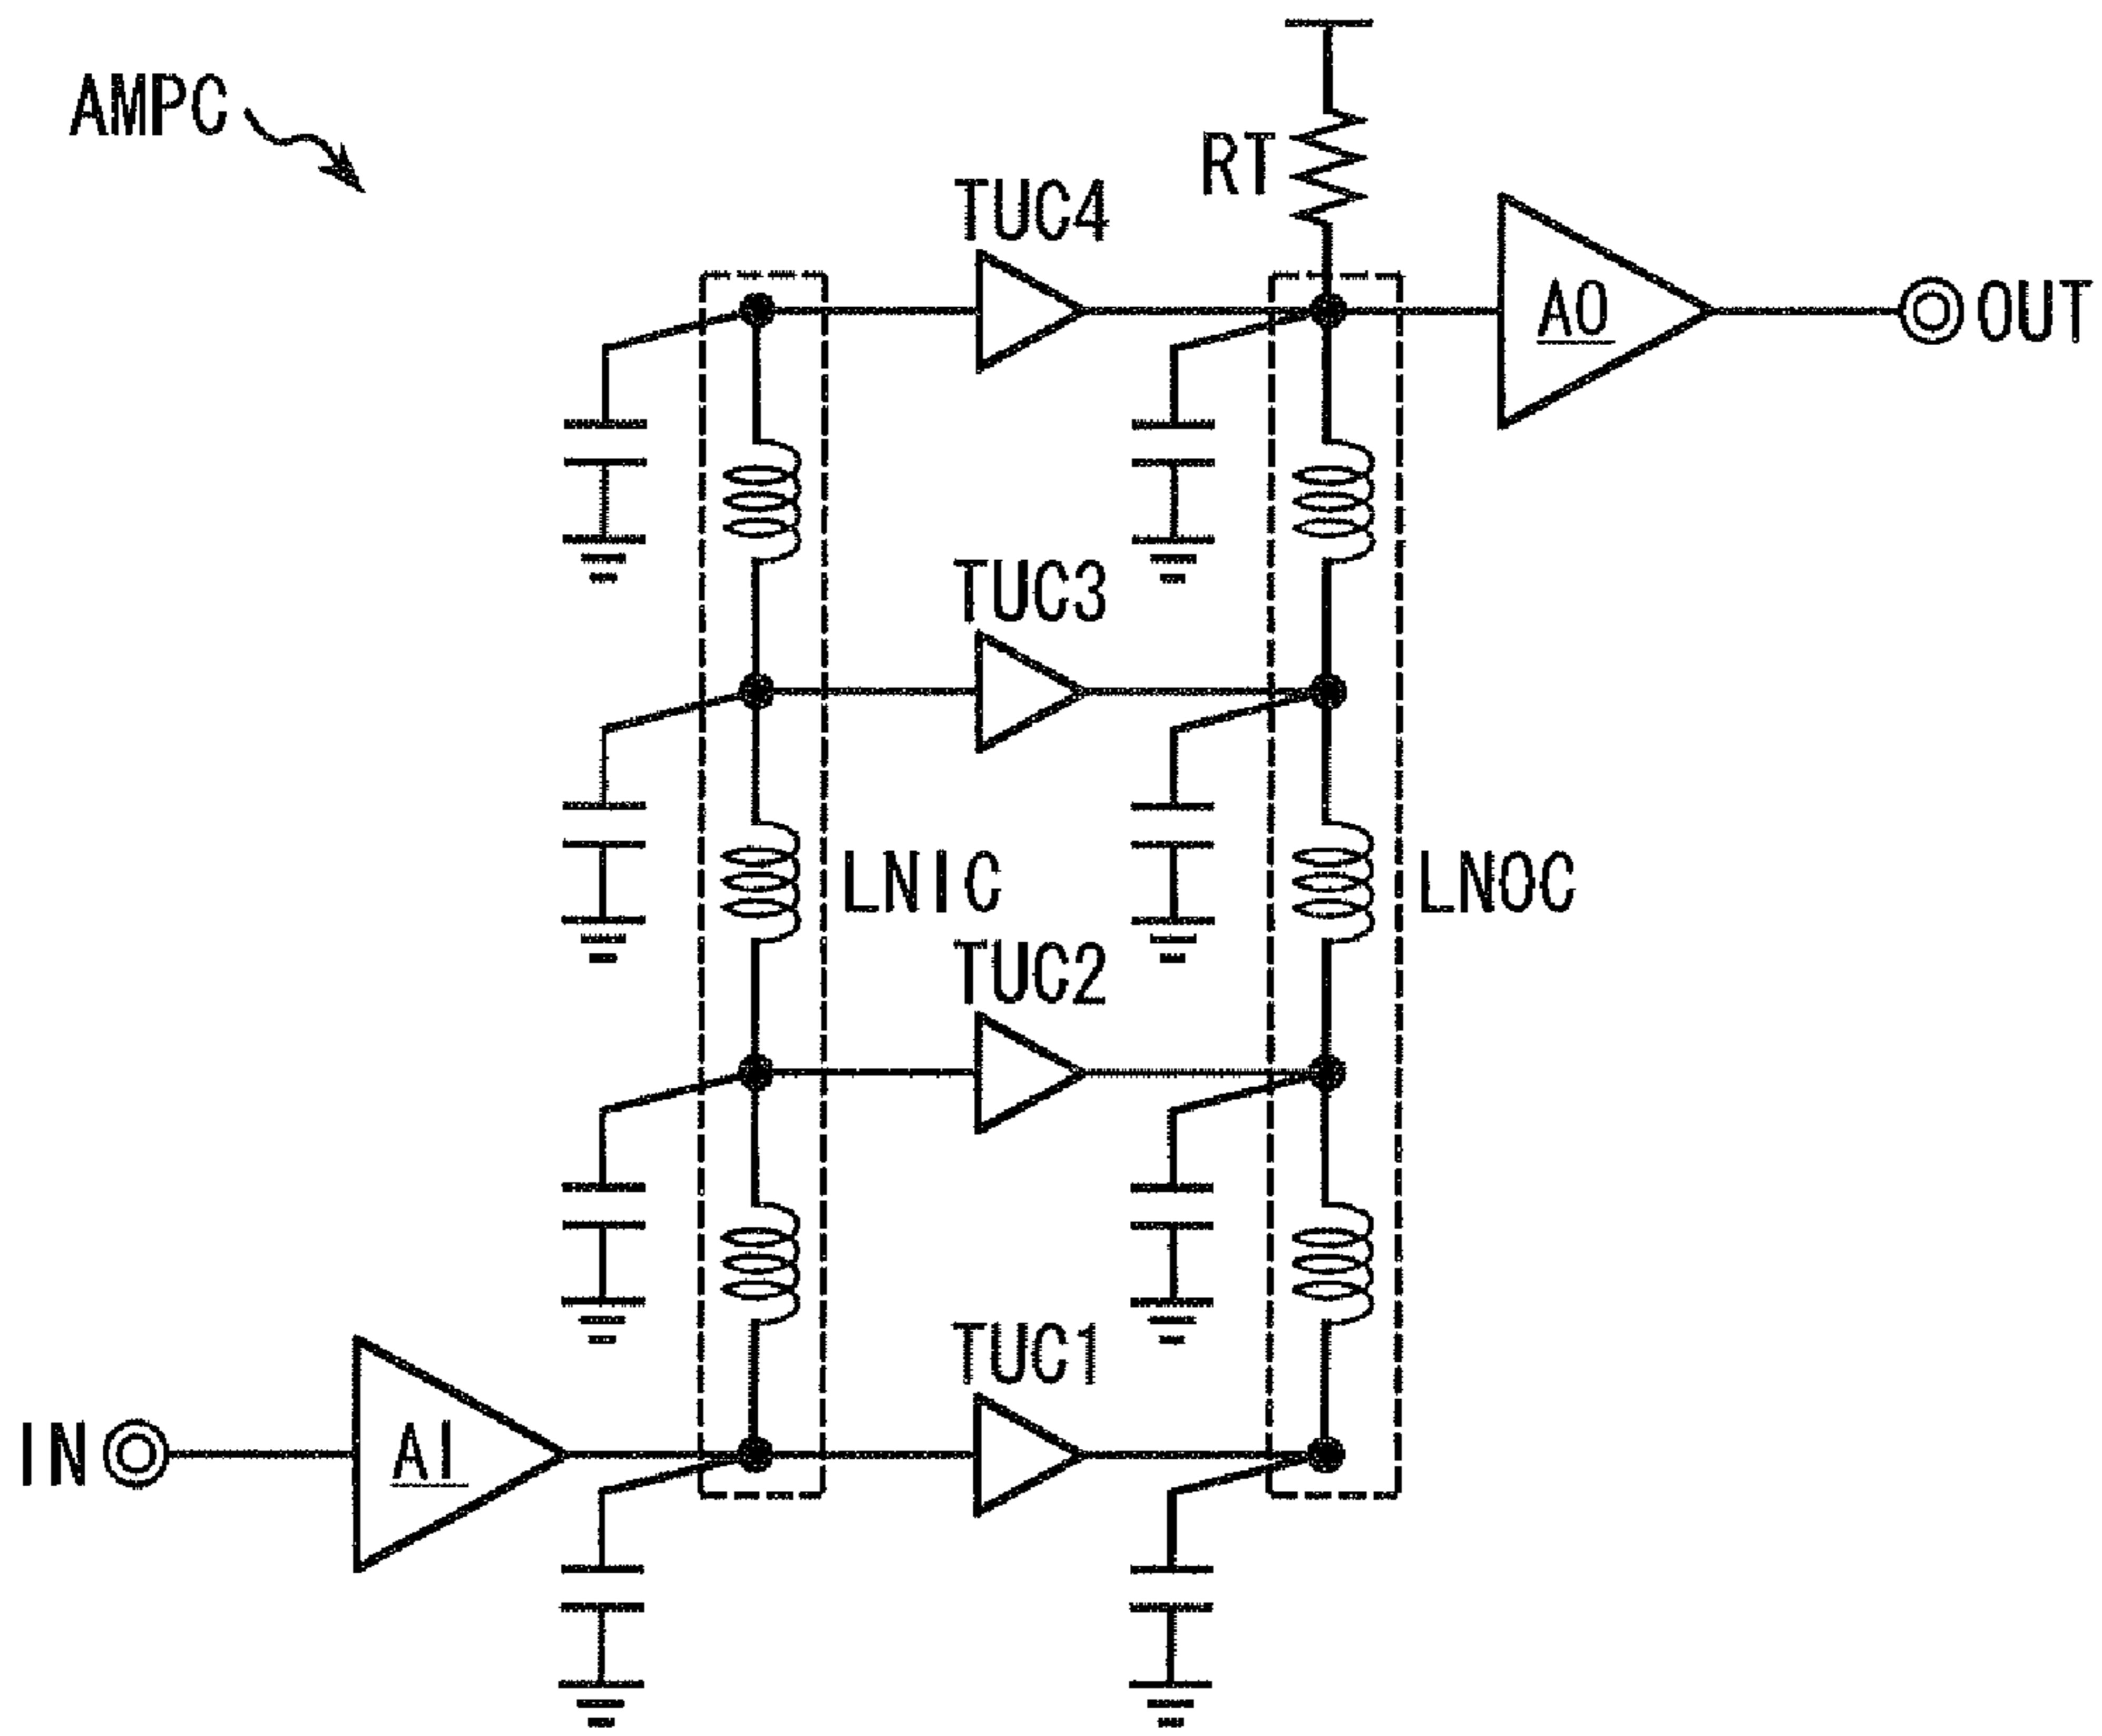 AMPC
RT
TUC4
AO
OUT
TUC3
LNIC
LNOC
TUC2
TUC1
IN
AI